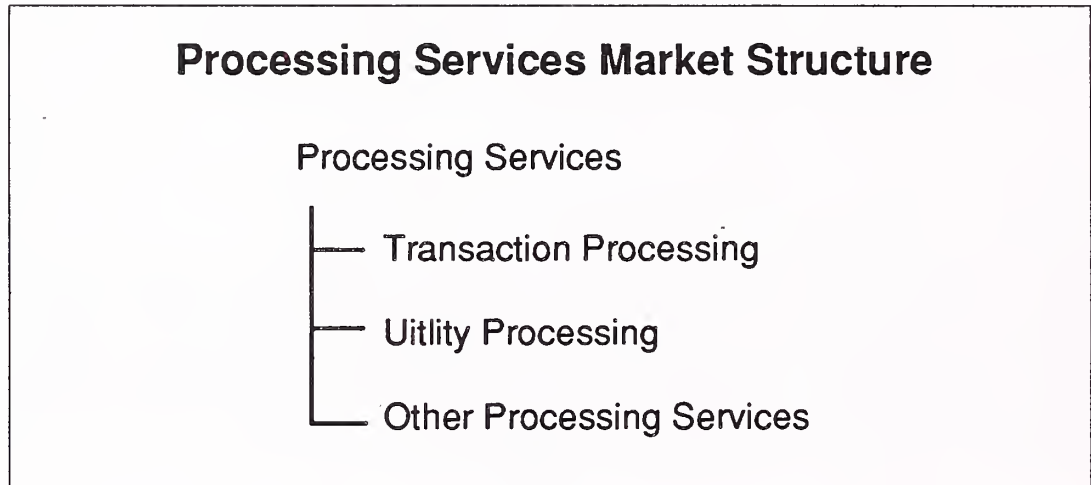 Processing Services Market Structure
Processing Services
Transaction Processing
Uitlity Processing
Other Processing Services